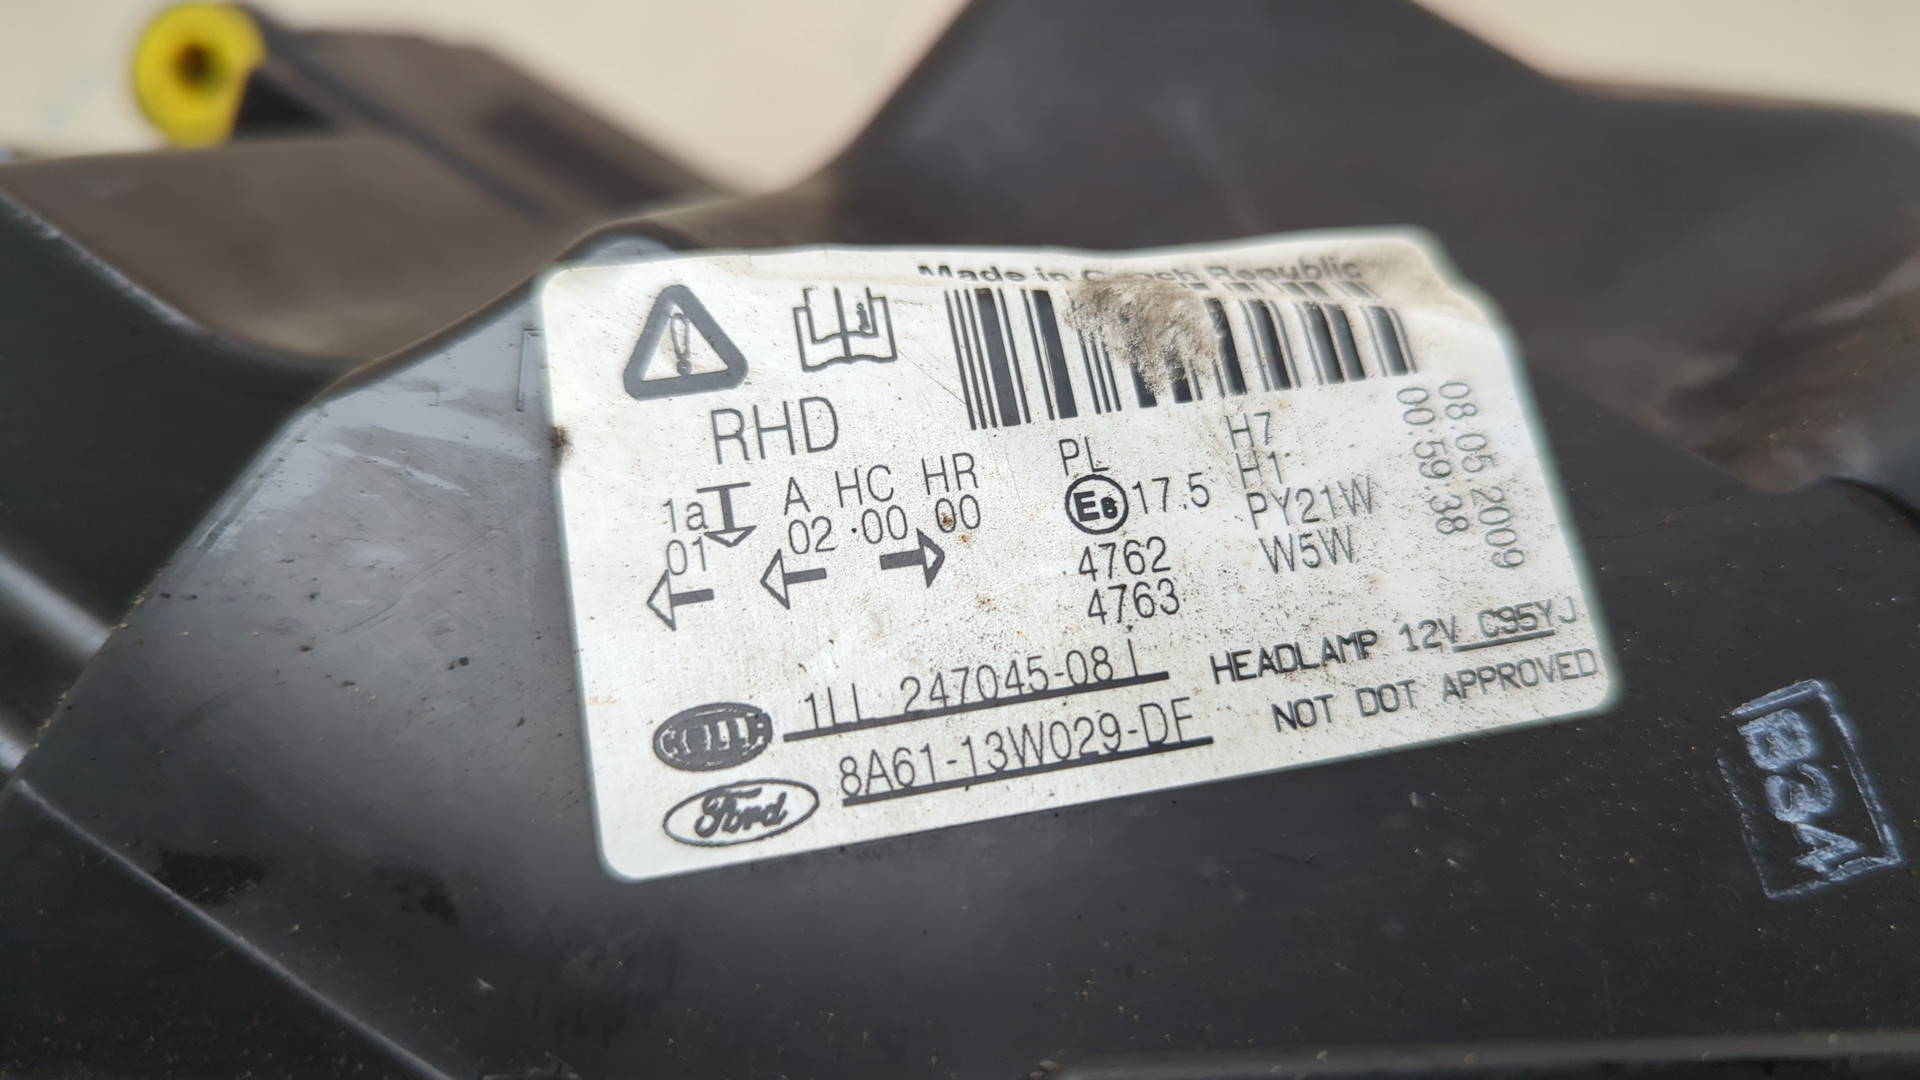 Made in Czech Republic
RHD
1a A HC HR
01 02 00 00
PL
E6 17.5
4762
4763
H7
H1
PY21W
W5W
08.05.2009
00:59:38
1LL 247045-08 L
HELLA
8A61-13W029-DF
Ford
HEADLAMP 12V C95YJ
NOT DOT APPROVED
B34